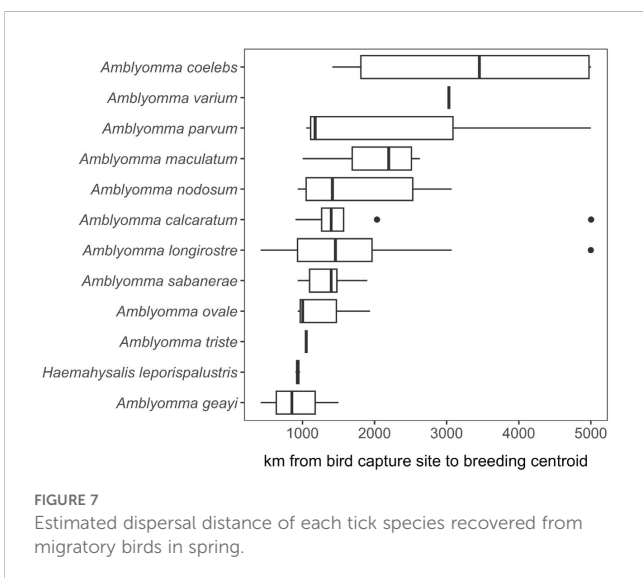 Amblyomma coelebs
Amblyomma varium
Amblyomma parvum
Amblyomma maculatum
Amblyomma nodosum
Amblyomma calcaratum
Amblyomma longirostre
Amblyomma sabanerae
Amblyomma ovale
Amblyomma triste
Haemahysalis leporispalustris
Amblyomma geayi
1000 2000 3000 4000 5000
km from bird capture site to breeding centroid
FIGURE 7
Estimated dispersal distance of each tick species recovered from
migratory birds in spring.